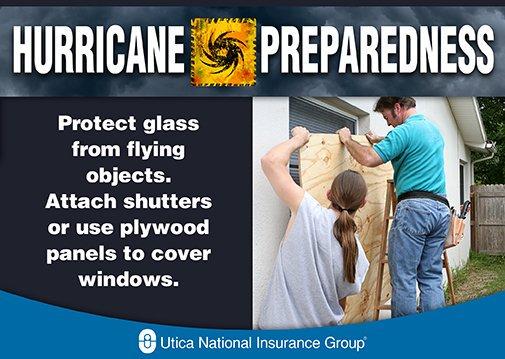 HURRICANE PREPAREDNESS
Protect glass
from flying
objects.
Attach shutters
or use plywood
panels to cover
windows.
Utica National Insurance Group®